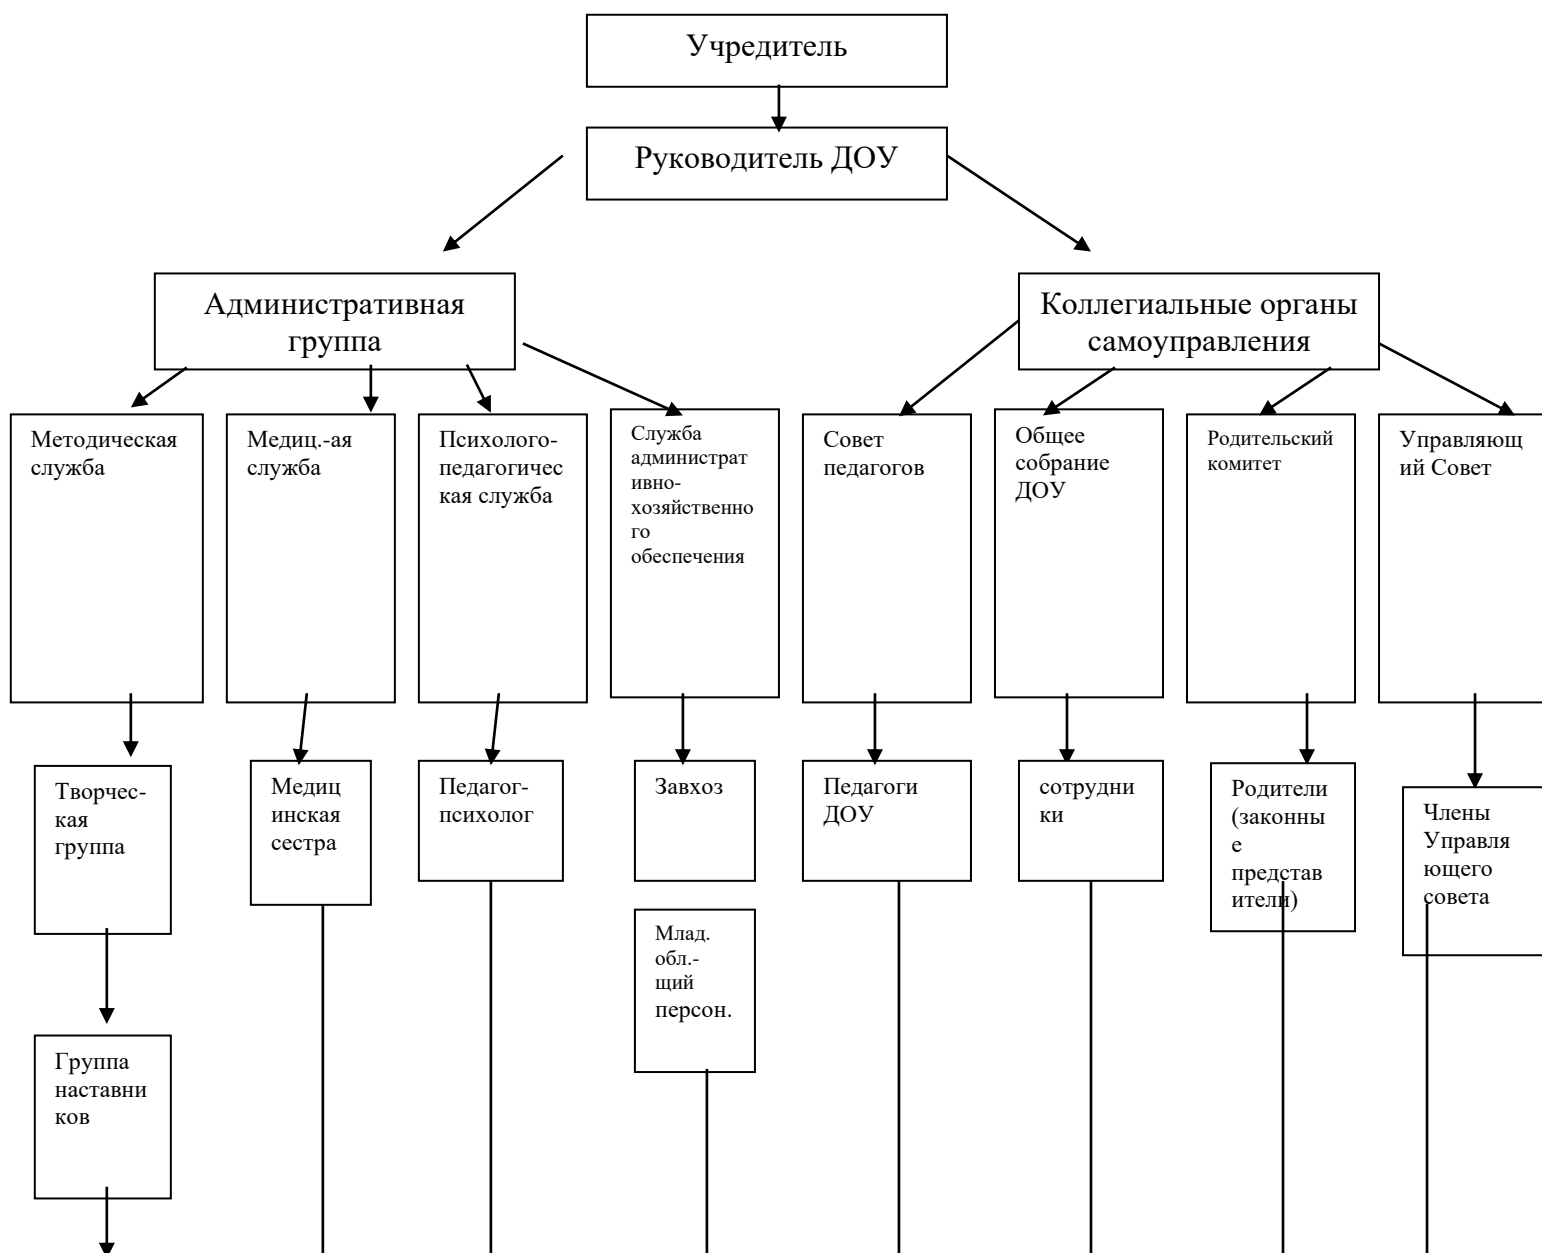 Учредитель
Руководитель ДОУ
Административная
группа
Коллегиальные органы
самоуправления
Методическая
служба
Медиц.-ая
служба
Психолого-
педагогичес
кая служба
Служба
администрат
ивно-
хозяйственно
го
обеспечения
Совет
педагогов
Общее
собрание
ДОУ
Родительский
комитет
Управляющ
ий Совет
Творчес-
кая
группа
Медиц
инская
сестра
Педагог-
психолог
Завхоз
Педагоги
ДОУ
сотрудни
ки
Родители
(законны
е
представ
ители)
Члены
Управля
ющего
совета
Млад.
обл.-
щий
персон.
Группа
наставни
ков